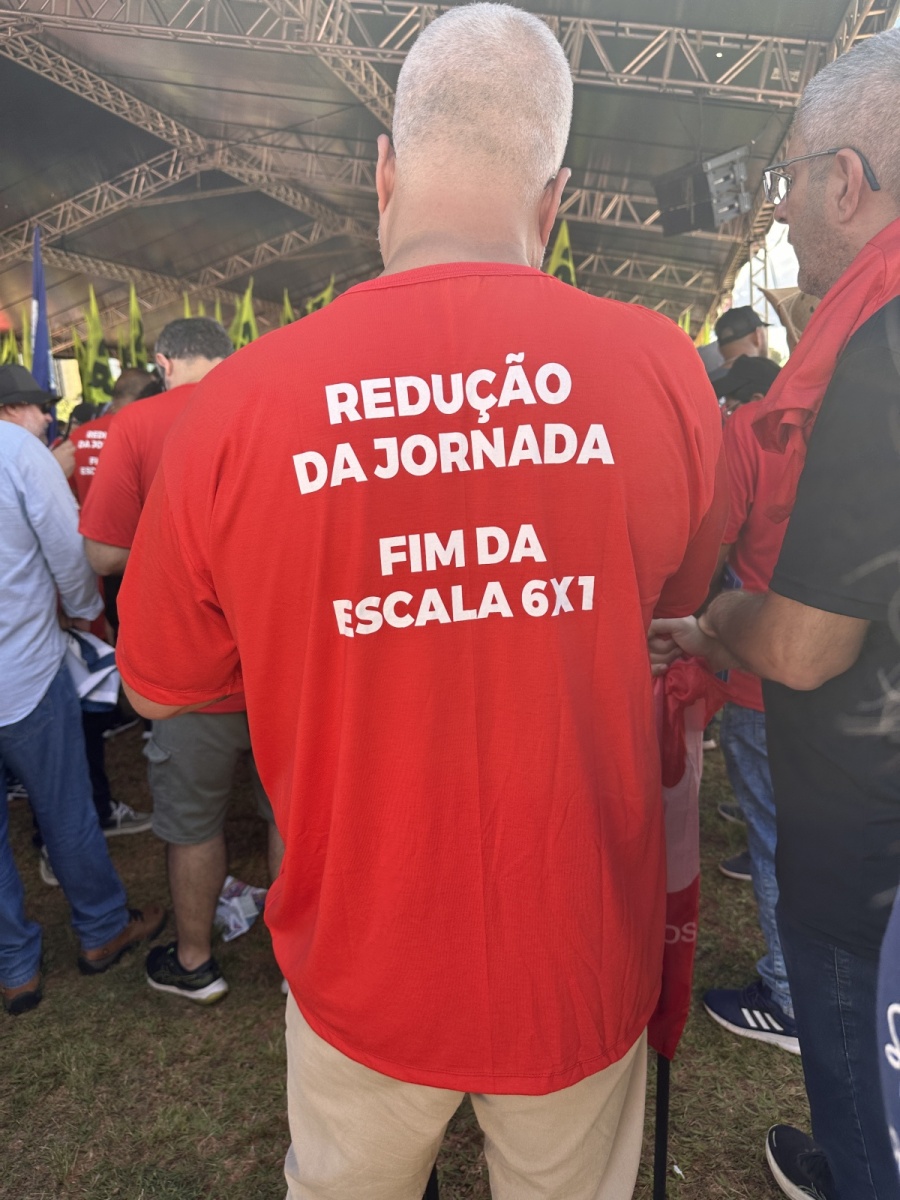 REDUÇÃO
DA JORNADA
FIM DA
ESCALA 6X1